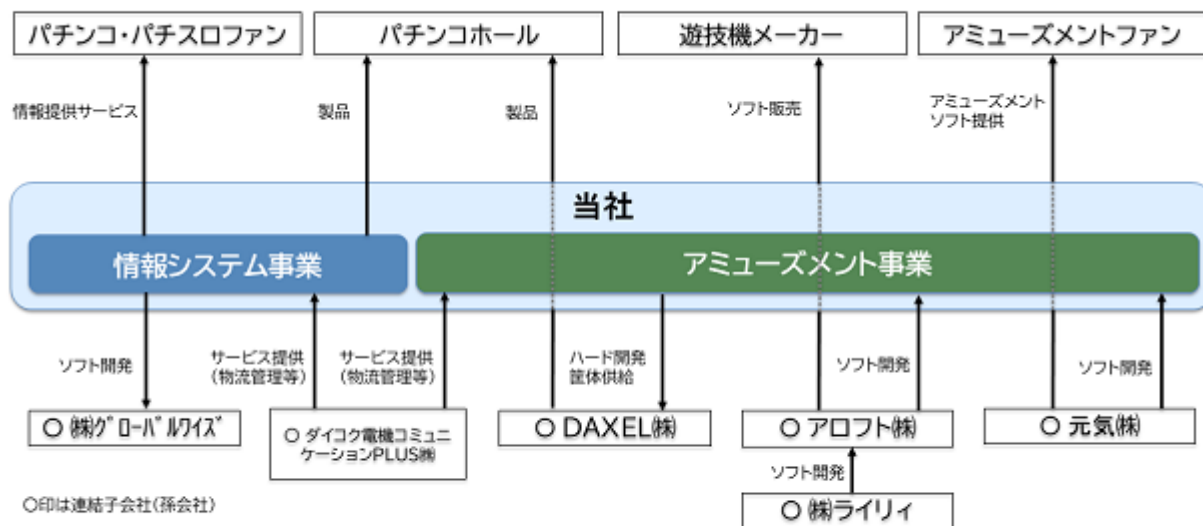 パチンコ・パチスロファン
パチンコホール
遊技機メーカー
アミューズメントファン
情報提供サービス
製品
製品
ソフト販売
アミューズメント
ソフト提供
当社
情報システム事業
アミューズメント事業
ソフト開発
サービス提供
(物流管理等)
サービス提供
(物流管理等)
ハード開発
筐体供給
ソフト開発
ソフト開発
○ ㈱ｸﾞﾛｰﾊﾞﾙﾜｲｽﾞ
○ ダイコク電機コミュニ
ケーションPLUS㈱
○ DAXEL㈱
○ アロフト㈱
○ 元気㈱
ソフト開発
○ ㈱ライリィ
○印は連結子会社(孫会社)